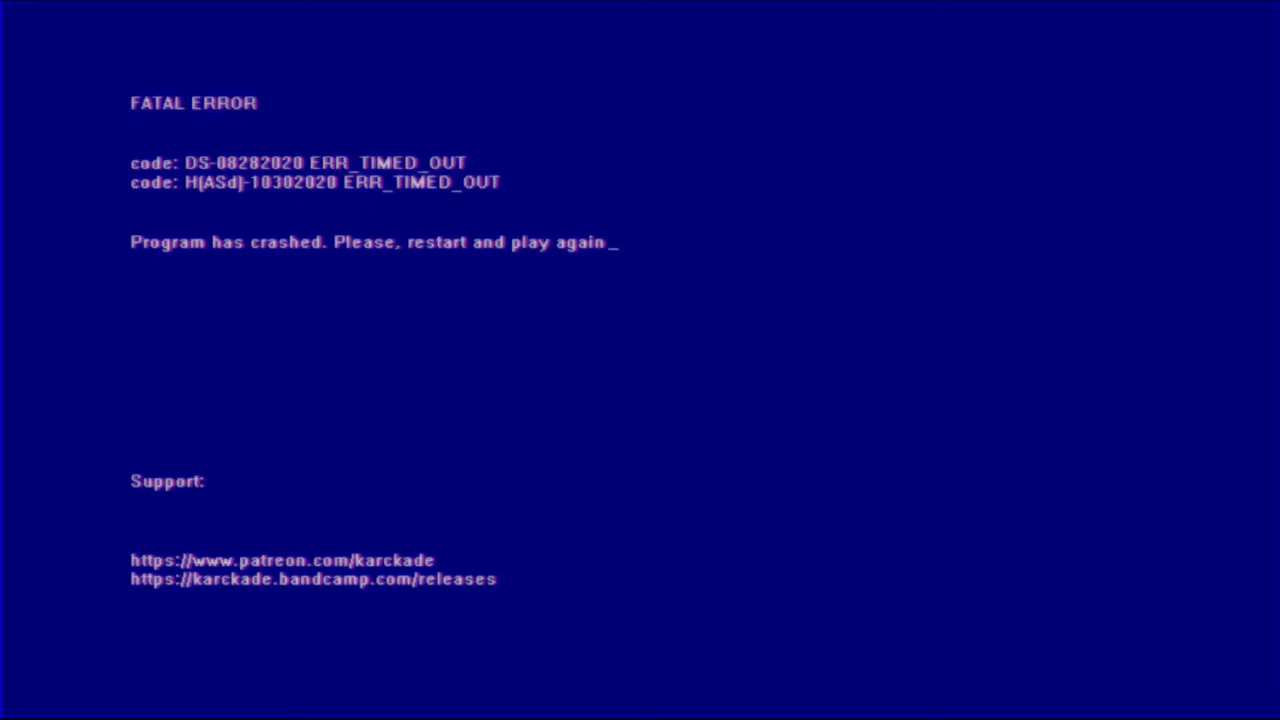 FATAL ERROR
code: DS-08282020 ERR_TIMED_OUT
code: H(ASd)-10302020 ERR_TIMED_OUT
Program has crashed. Please, restart and play again_
Support:
https://www.patreon.com/karckade
https://karckade.bandcamp.com/releases